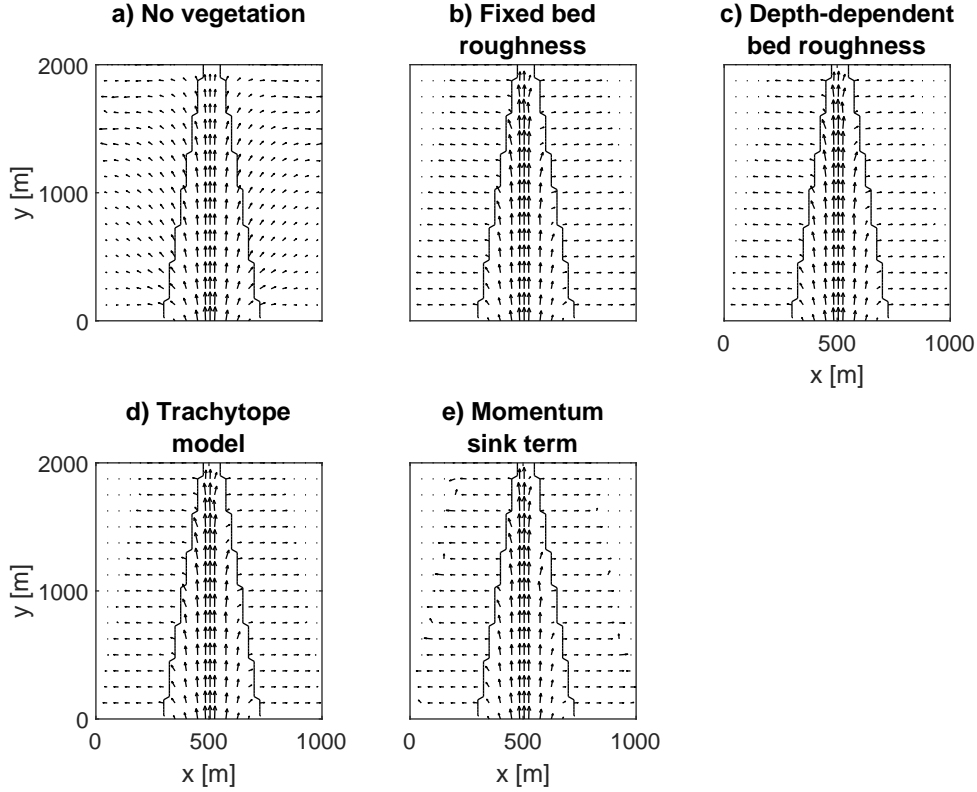 a) No vegetation
b) Fixed bed
roughness
c) Depth-dependent
bed roughness
2000
1000
0
y [m]
0
500
1000
x [m]
d) Trachytope
model
e) Momentum
sink term
2000
1000
0
y [m]
0
500
1000
x [m]
0
500
1000
x [m]